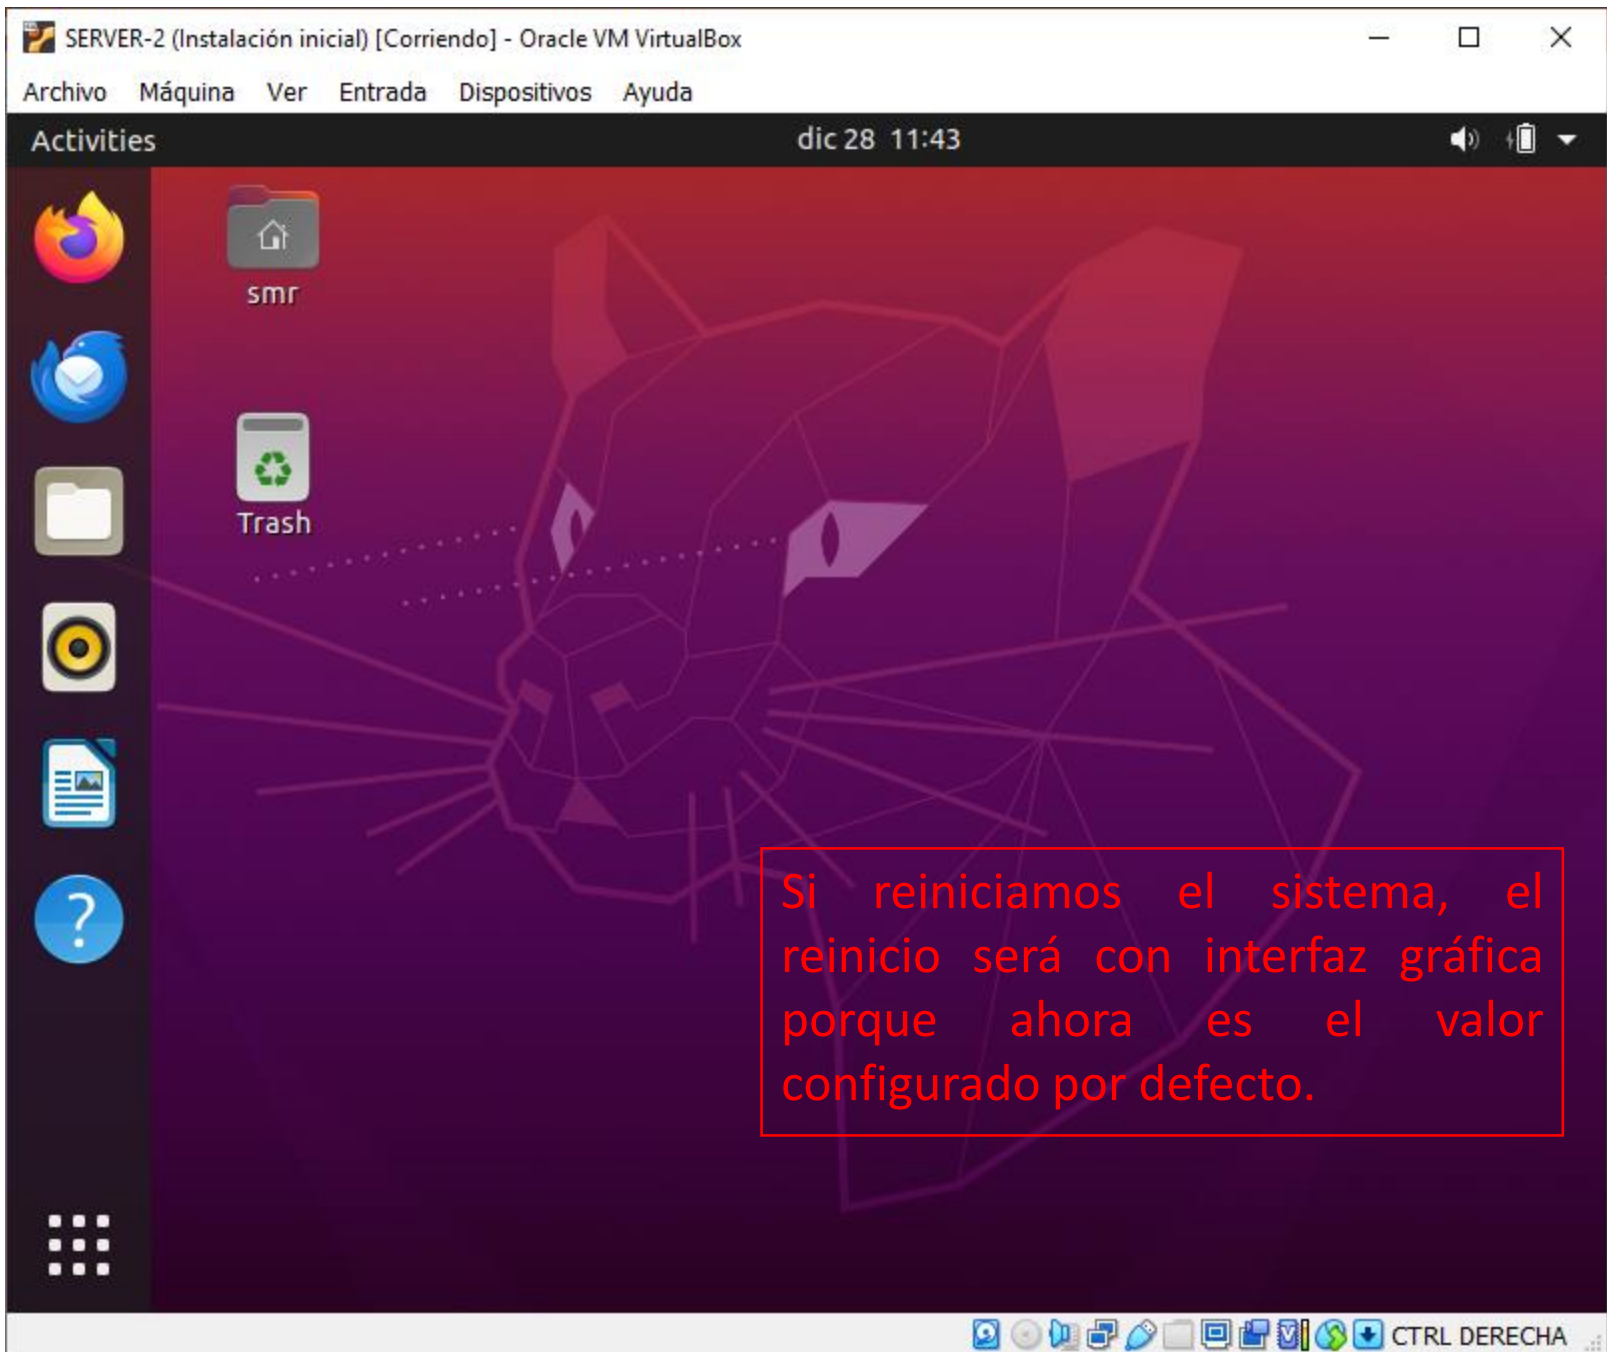 SERVER-2 (Instalación inicial) [Corriendo] - Oracle VM VirtualBox
Archivo Máquina Ver Entrada Dispositivos Ayuda
Activities dic 28 11:43
smr
Trash
Si reiniciamos el sistema, el
reinicio será con interfaz gráfica
porque ahora es el valor
configurado por defecto.
CTRL DERECHA